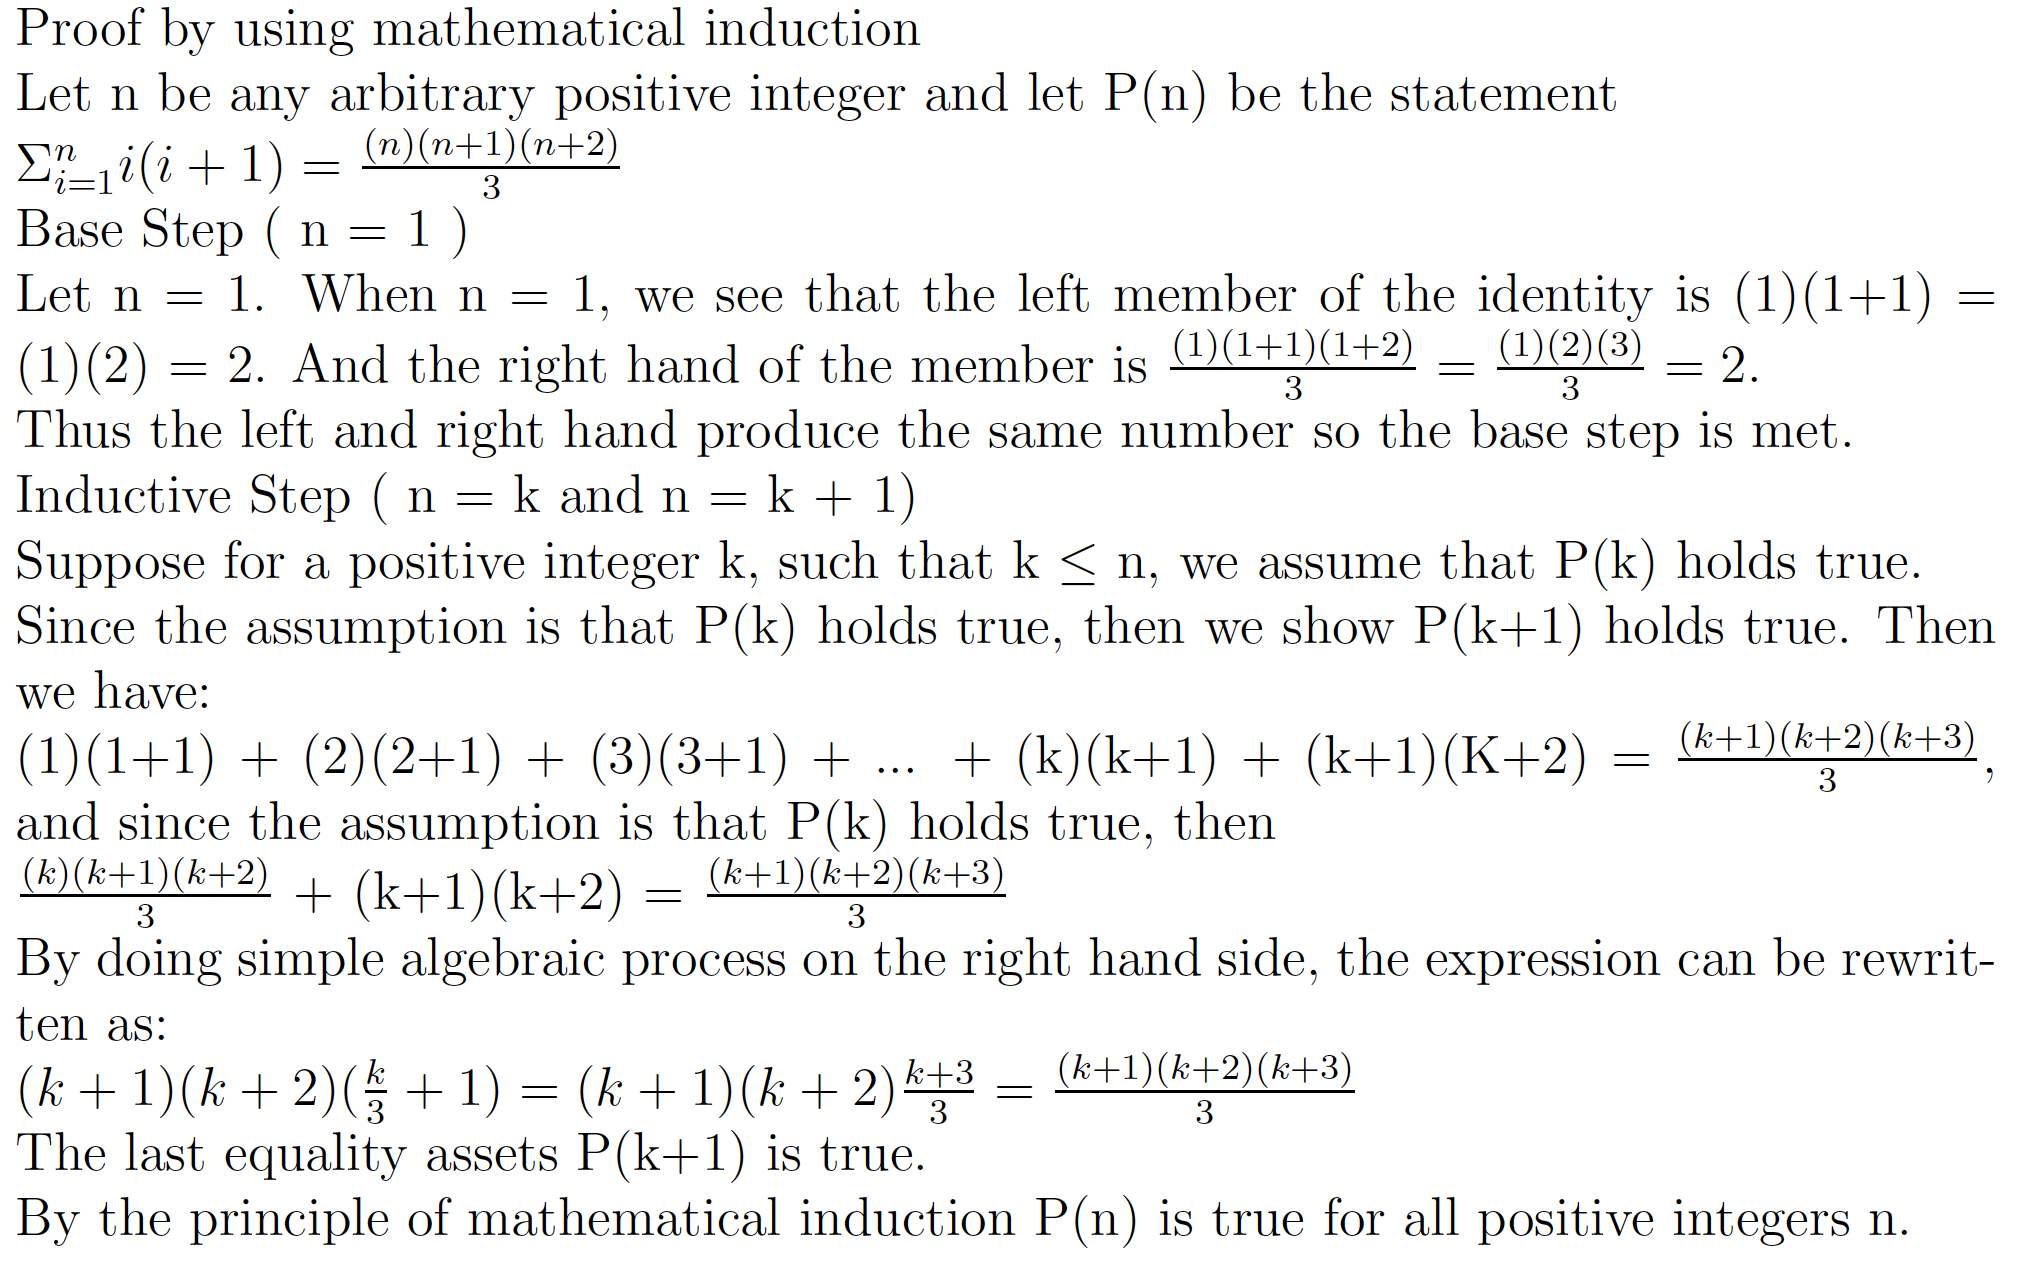 Proof by using mathematical induction
Let n be any arbitrary positive integer and let P(n) be the statement
$\Sigma_{i=1}^{n} i(i+1) = \frac{(n)(n+1)(n+2)}{3}$
Base Step ( n = 1 )
Let n = 1. When n = 1, we see that the left member of the identity is (1)(1+1) =
(1)(2) = 2. And the right hand of the member is $\frac{(1)(1+1)(1+2)}{3} = \frac{(1)(2)(3)}{3} = 2$.
Thus the left and right hand produce the same number so the base step is met.
Inductive Step ( n = k and n = k + 1)
Suppose for a positive integer k, such that k ≤ n, we assume that P(k) holds true.
Since the assumption is that P(k) holds true, then we show P(k+1) holds true. Then
we have:
(1)(1+1) + (2)(2+1) + (3)(3+1) + ... + (k)(k+1) + (k+1)(K+2) = $\frac{(k+1)(k+2)(k+3)}{3}$,
and since the assumption is that P(k) holds true, then
$\frac{(k)(k+1)(k+2)}{3}$ + (k+1)(k+2) = $\frac{(k+1)(k+2)(k+3)}{3}$
By doing simple algebraic process on the right hand side, the expression can be rewrit-
ten as:
$(k+1)(k+2)(\frac{k}{3}+1) = (k+1)(k+2)\frac{k+3}{3} = \frac{(k+1)(k+2)(k+3)}{3}$
The last equality assets P(k+1) is true.
By the principle of mathematical induction P(n) is true for all positive integers n.